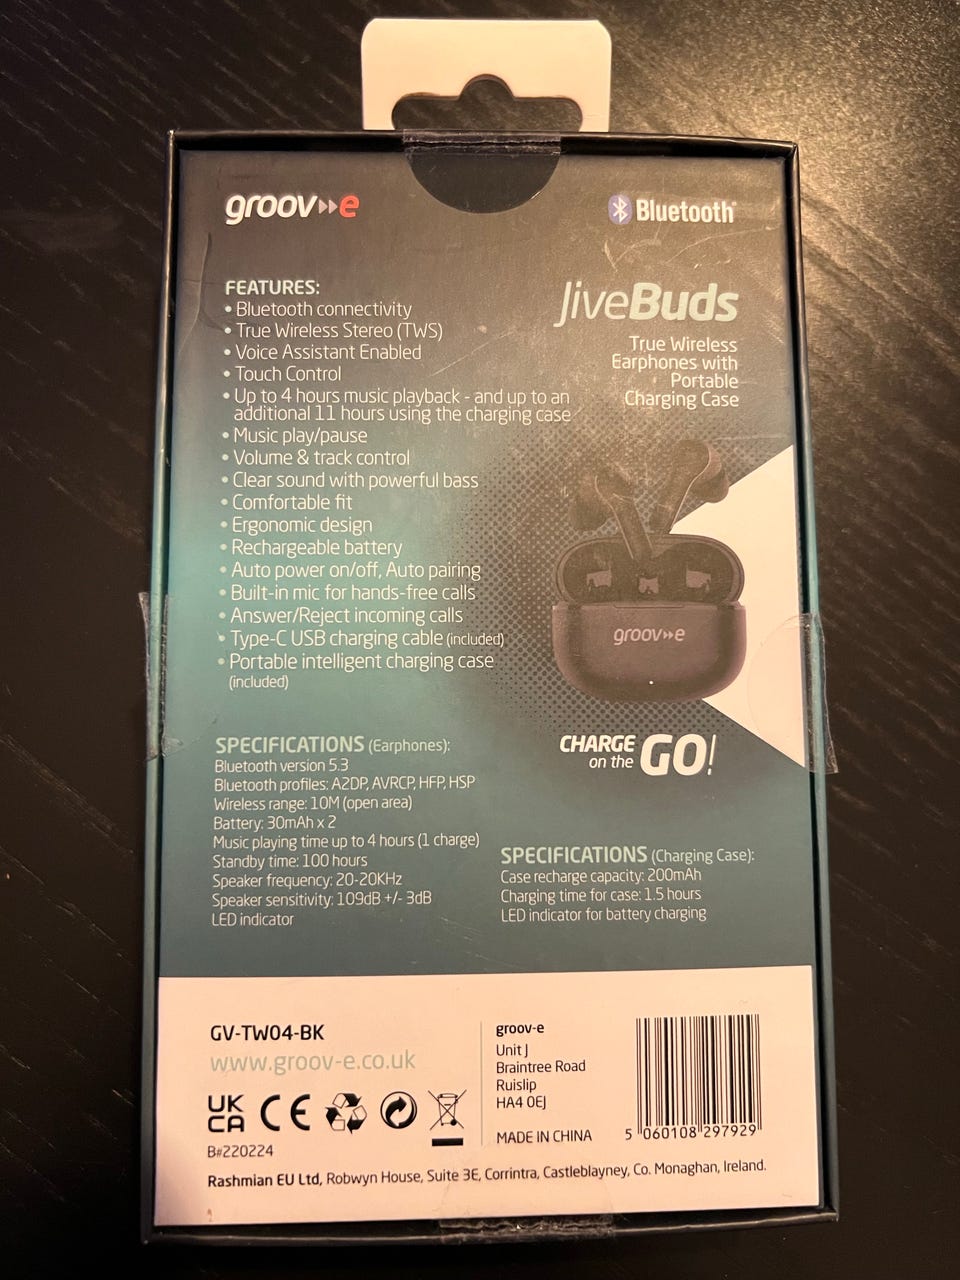 groov-e
Bluetooth®
FEATURES:
• Bluetooth connectivity
• True Wireless Stereo (TWS)
• Voice Assistant Enabled
• Touch Control
• Up to 4 hours music playback - and up to an
additional 11 hours using the charging case
• Music play/pause
• Volume & track control
• Clear sound with powerful bass
• Comfortable fit
• Ergonomic design
• Rechargeable battery
• Auto power on/off, Auto pairing
• Built-in mic for hands-free calls
• Answer/Reject incoming calls
• Type-C USB charging cable (included)
• Portable intelligent charging case
(included)
JiveBuds
True Wireless
Earphones with
Portable
Charging Case
groov-e
CHARGE
on the GO!
SPECIFICATIONS (Earphones):
Bluetooth version 5.3
Bluetooth profiles: A2DP, AVRCP, HFP, HSP
Wireless range: 10M (open area)
Battery: 30mAh x 2
Music playing time up to 4 hours (1 charge)
Standby time: 100 hours
Speaker frequency: 20-20KHz
Speaker sensitivity: 109dB +/- 3dB
LED indicator
SPECIFICATIONS (Charging Case):
Case recharge capacity: 200mAh
Charging time for case: 1.5 hours
LED indicator for battery charging
GV-TW04-BK
www.groov-e.co.uk
UK
CA
CE
B#220224
groov-e
Unit J
Braintree Road
Ruislip
HA4 0EJ
MADE IN CHINA
5 060108 297929
Rashmian EU Ltd, Robwyn House, Suite 3E, Corrintra, Castleblayney, Co. Monaghan, Ireland.